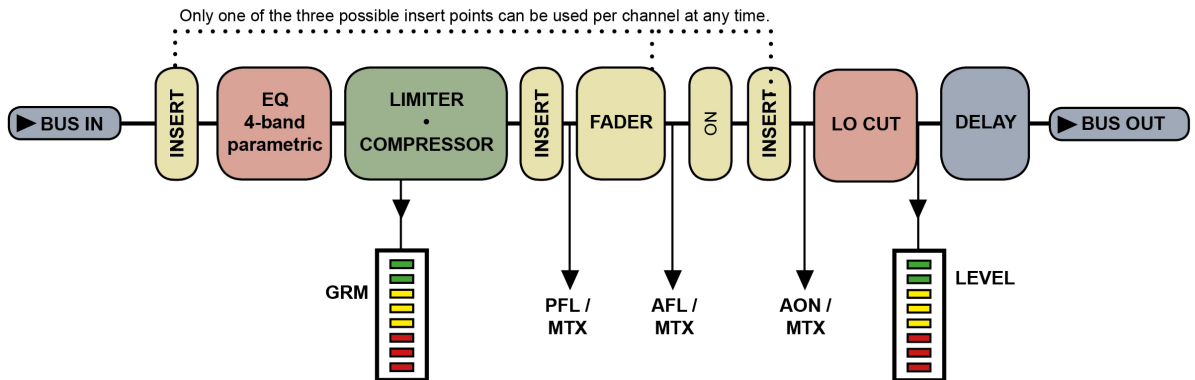 Only one of the three possible insert points can be used per channel at any time.
BUS IN
INSERT
EQ
4-band
parametric
LIMITER
•
COMPRESSOR
INSERT
FADER
ON
INSERT
LO CUT
DELAY
BUS OUT
GRM
PFL /
MTX
AFL /
MTX
AON /
MTX
LEVEL